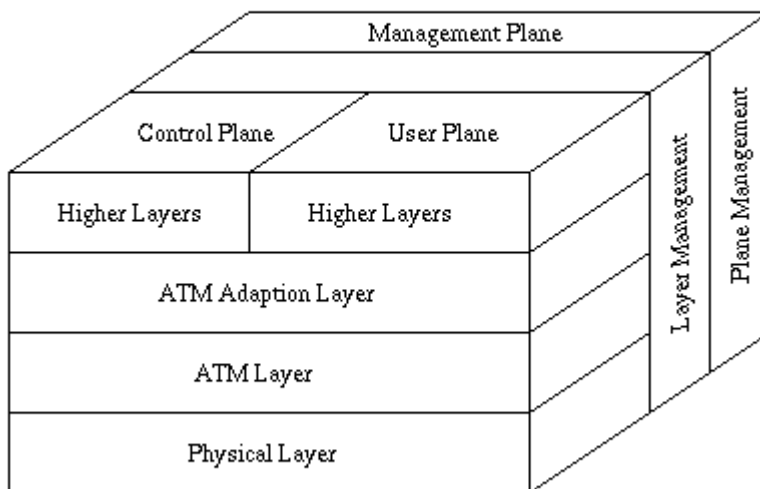 Management Plane
Control Plane
User Plane
Higher Layers
Higher Layers
ATM Adaption Layer
ATM Layer
Physical Layer
Layer Management
Plane Management